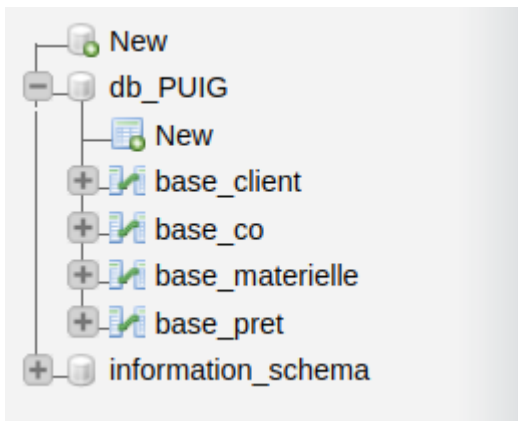 New
db_PUIG
New
base_client
base_co
base_materielle
base_pret
information_schema